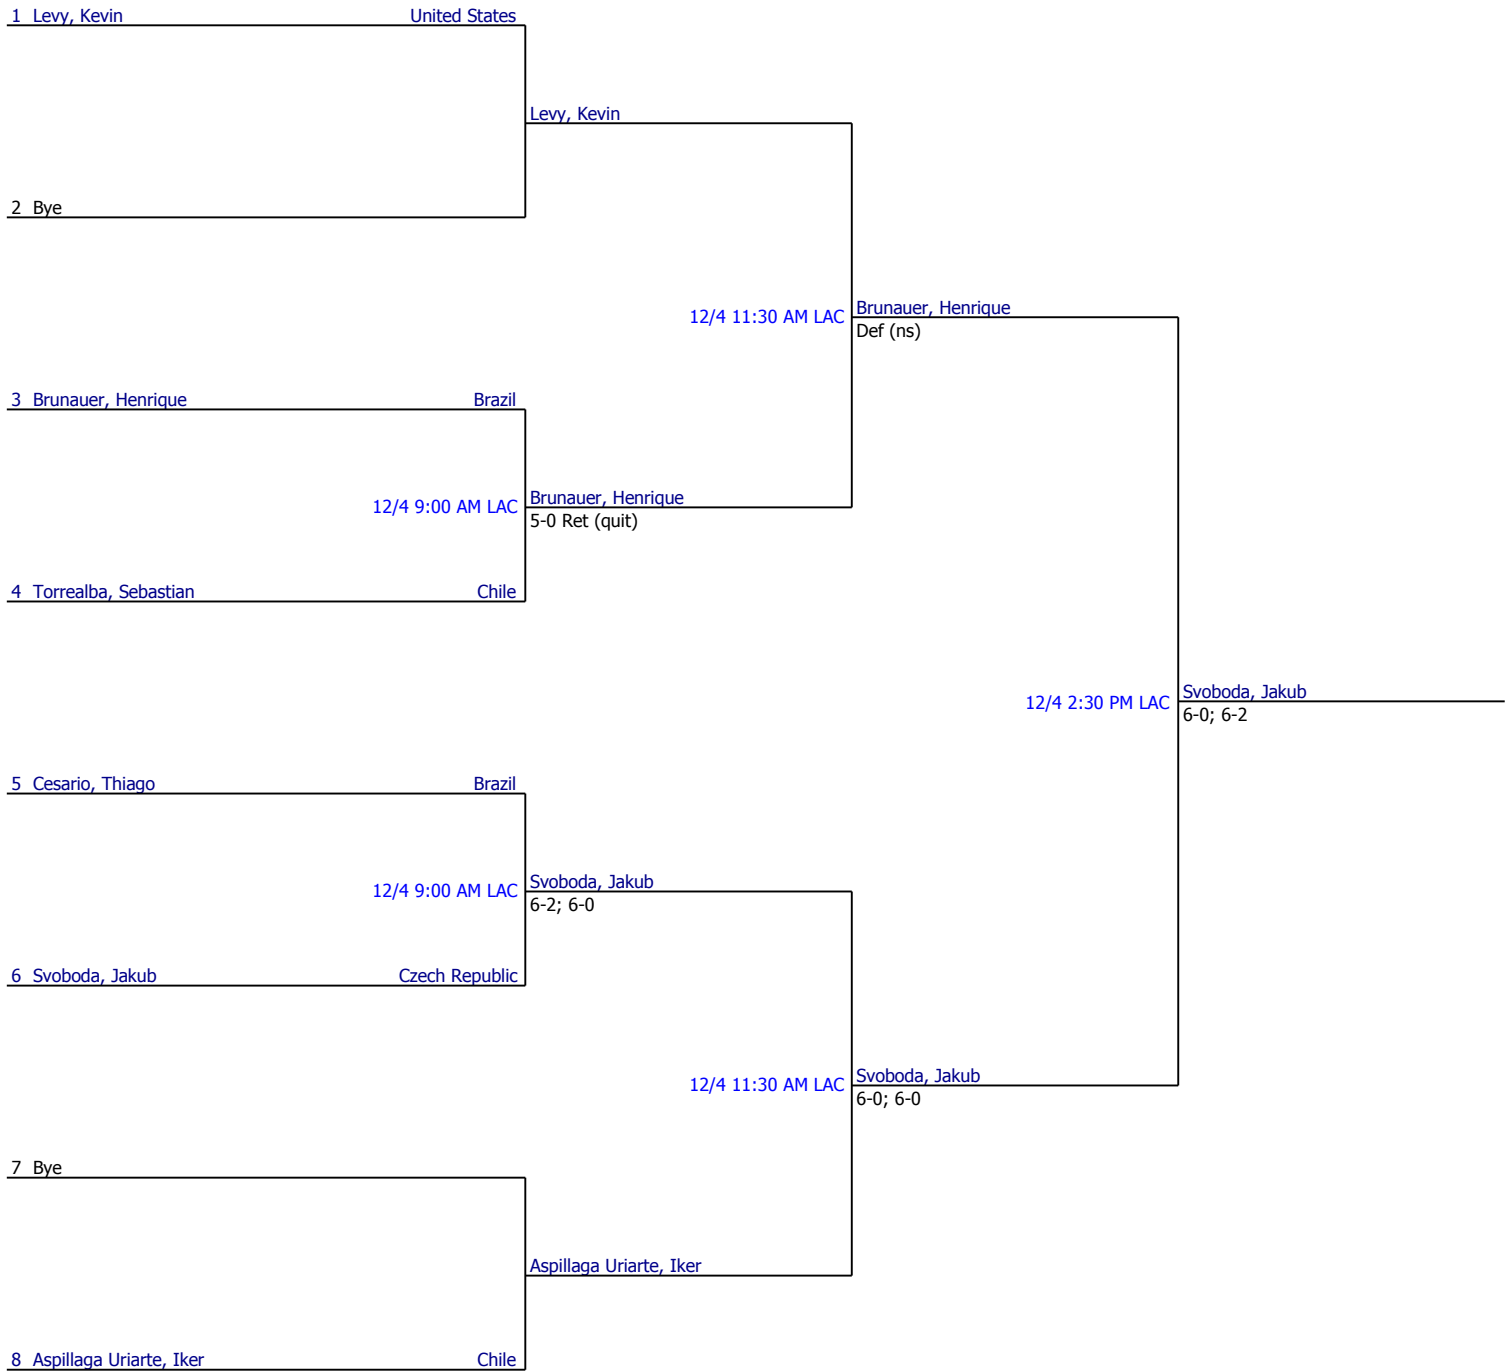 1 Levy, Kevin United States
Levy, Kevin
2 Bye
12/4 11:30 AM LAC
Brunauer, Henrique
Def (ns)
3 Brunauer, Henrique Brazil
12/4 9:00 AM LAC
Brunauer, Henrique
5-0 Ret (quit)
4 Torrealba, Sebastian Chile
12/4 2:30 PM LAC
Svoboda, Jakub
6-0; 6-2
5 Cesario, Thiago Brazil
12/4 9:00 AM LAC
Svoboda, Jakub
6-2; 6-0
6 Svoboda, Jakub Czech Republic
12/4 11:30 AM LAC
Svoboda, Jakub
6-0; 6-0
7 Bye
Aspillaga Uriarte, Iker
8 Aspillaga Uriarte, Iker Chile